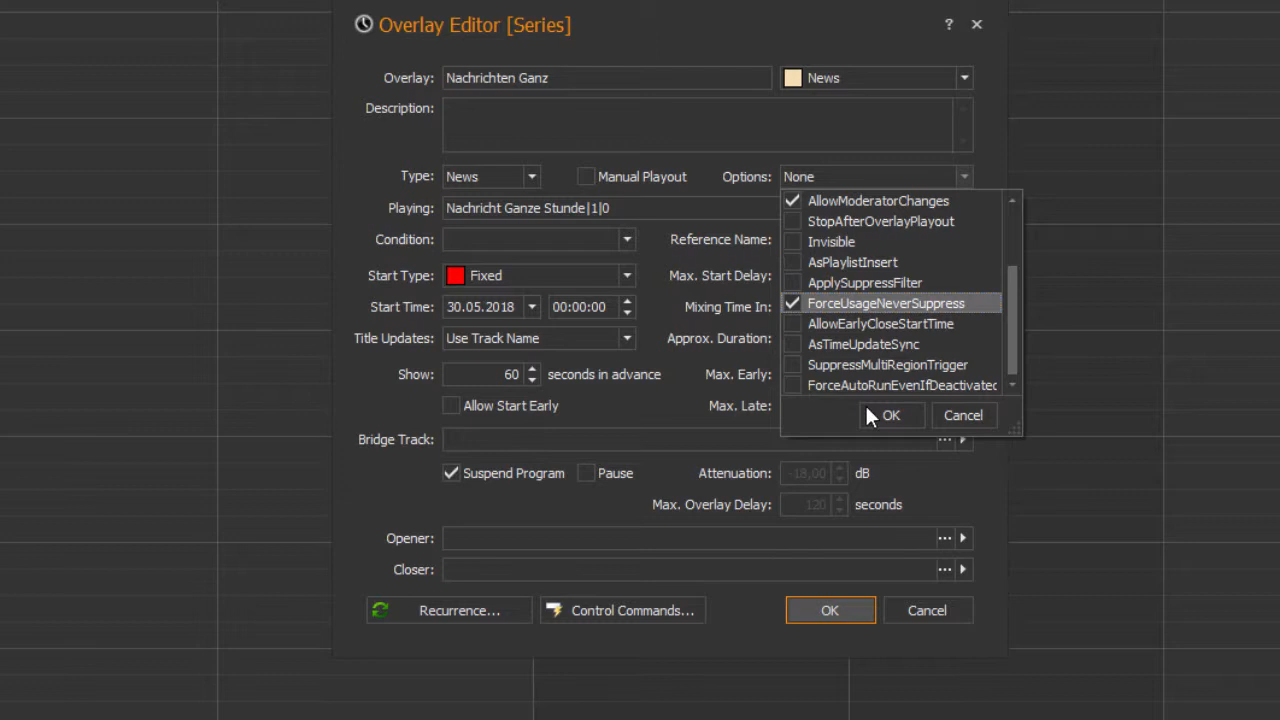 Overlay Editor [Series] ?
Overlay: Nachrichten Ganz News
Description:
Type: News Manual Playout Options: None
AllowModeratorChanges
Playing: Nachricht Ganze Stunde|1|0 StopAfterOverlayPlayout
Condition: Reference Name: Invisible
AsPlaylistInsert
Start Type: Fixed Max. Start Delay: ApplySuppressFilter
Start Time: 30.05.2018 00:00:00 Mixing Time In: ForceUsageNeverSuppress
AllowEarlyCloseStartTime
Title Updates: Use Track Name Approx. Duration: AsTimeUpdateSync
Show: 60 seconds in advance Max. Early: SuppressMultiRegionTrigger
ForceAutoRunEvenIfDeactivated
Allow Start Early Max. Late: OK Cancel
Bridge Track: ...
Suspend Program Pause Attenuation: -18,00 dB
Max. Overlay Delay: 120 seconds
Opener: ...
Closer: ...
Recurrence... Control Commands... OK Cancel